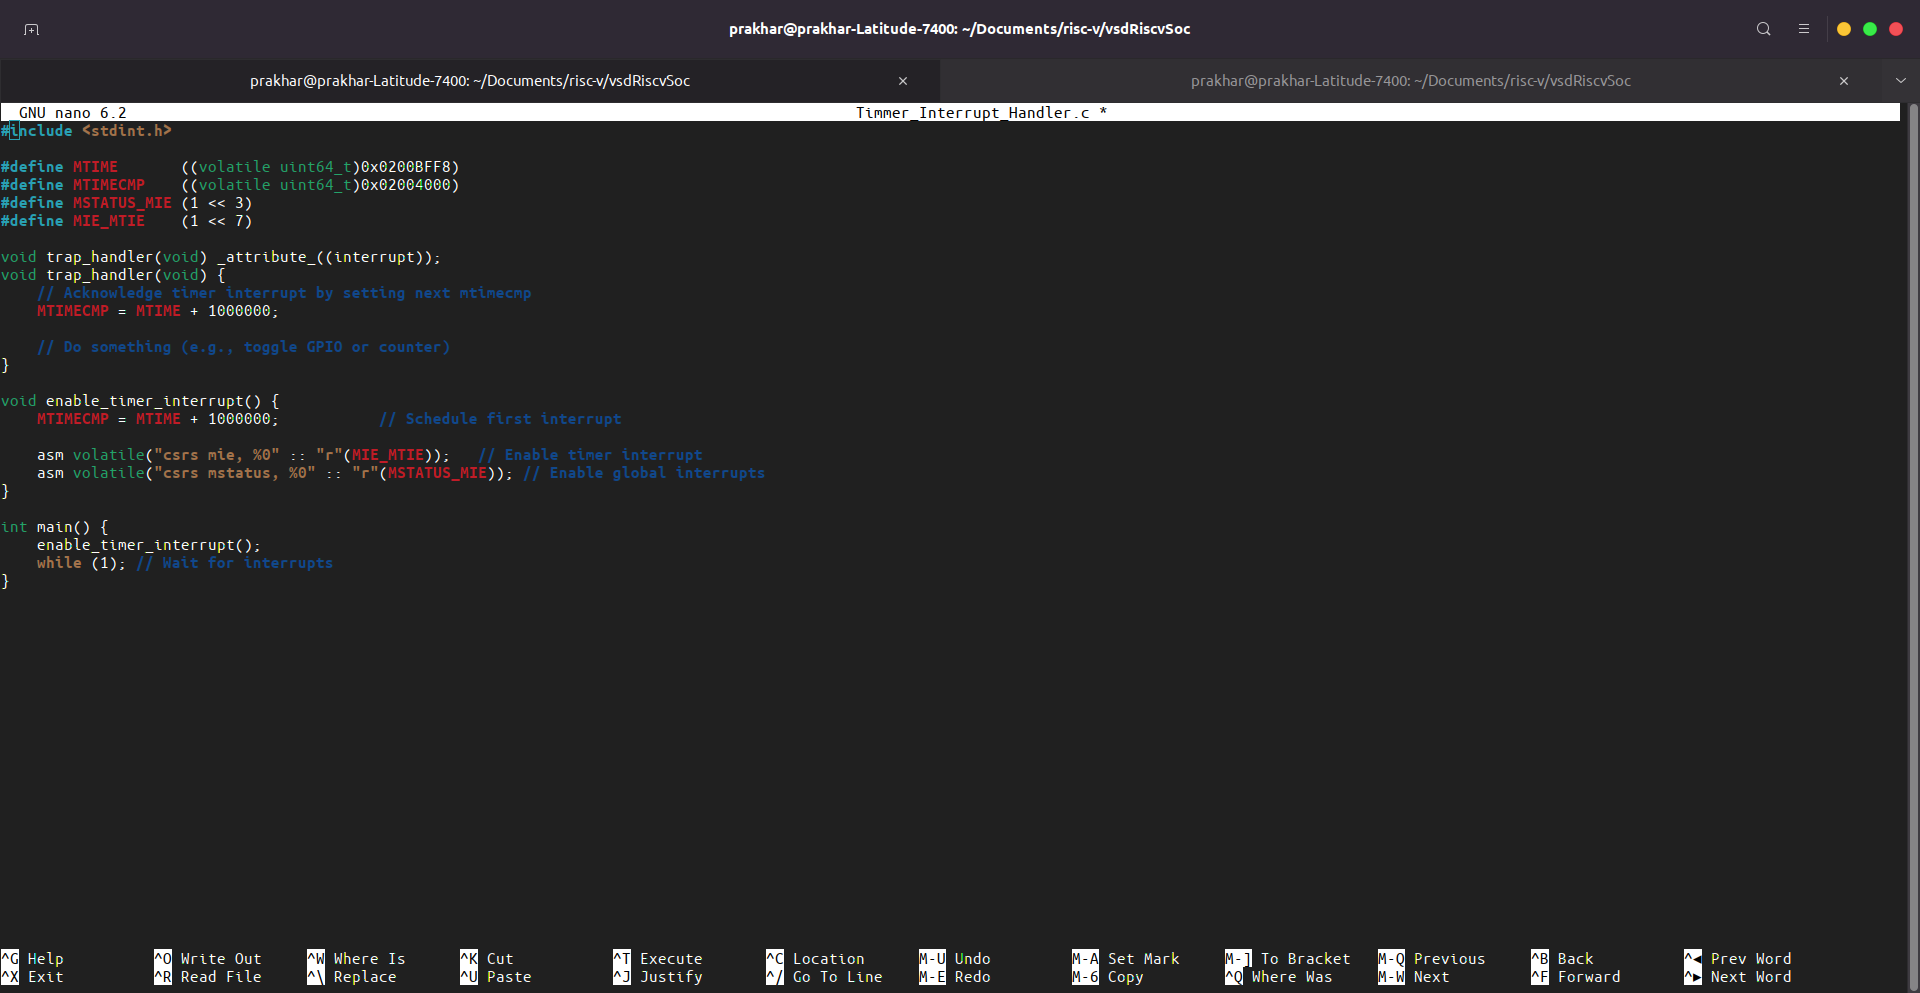 prakhar@prakhar-Latitude-7400: ~/Documents/risc-v/vsdRiscvSoc
prakhar@prakhar-Latitude-7400: ~/Documents/risc-v/vsdRiscvSoc × prakhar@prakhar-Latitude-7400: ~/Documents/risc-v/vsdRiscvSoc ×
GNU nano 6.2 Timmer_Interrupt_Handler.c *
#include <stdint.h>
#define MTIME       ((volatile uint64_t)0x0200BFF8)
#define MTIMECMP    ((volatile uint64_t)0x02004000)
#define MSTATUS_MIE (1 << 3)
#define MIE_MTIE    (1 << 7)
void trap_handler(void) _attribute_((interrupt));
void trap_handler(void) {
    // Acknowledge timer interrupt by setting next mtimecmp
    MTIMECMP = MTIME + 1000000;
    // Do something (e.g., toggle GPIO or counter)
}
void enable_timer_interrupt() {
    MTIMECMP = MTIME + 1000000;           // Schedule first interrupt
    asm volatile("csrs mie, %0" :: "r"(MIE_MTIE));   // Enable timer interrupt
    asm volatile("csrs mstatus, %0" :: "r"(MSTATUS_MIE)); // Enable global interrupts
}
int main() {
    enable_timer_interrupt();
    while (1); // Wait for interrupts
}
^G Help ^O Write Out ^W Where Is ^K Cut ^T Execute ^C Location M-U Undo M-A Set Mark M-] To Bracket M-Q Previous ^B Back ^◂ Prev Word
^X Exit ^R Read File ^\ Replace ^U Paste ^J Justify ^/ Go To Line M-E Redo M-6 Copy ^Q Where Was M-W Next ^F Forward ^▸ Next Word